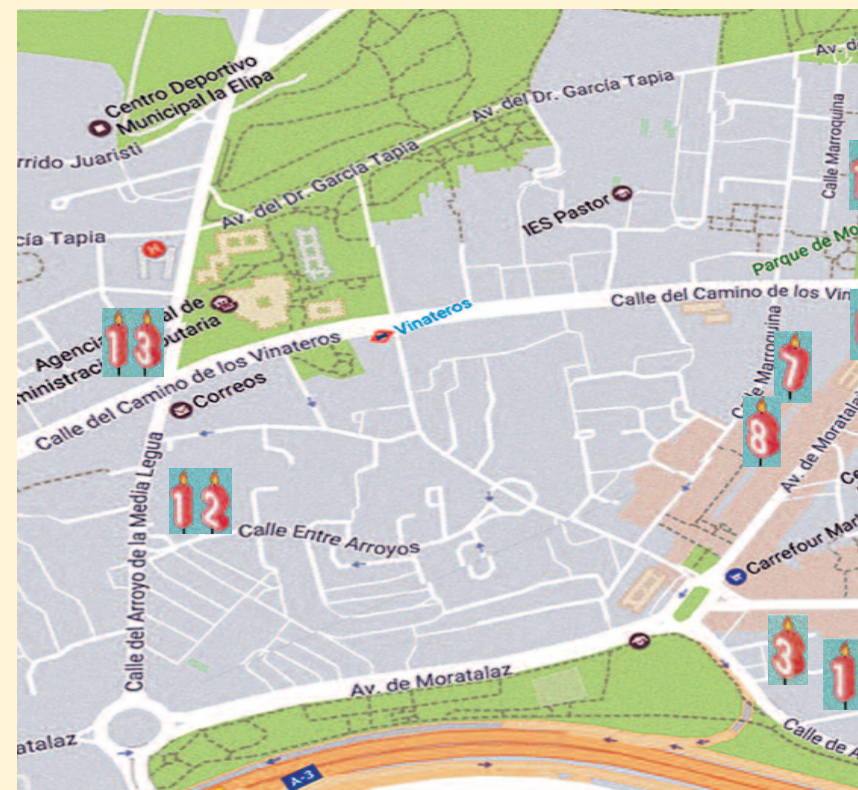 Centro Deportivo
Municipal la Elipa
Av. del Dr. García Tapia
Av. d
rrido Juaristi
Av. del Dr. García Tapia
Calle Marroquina
IES Pastor
cía Tapia
H
Parque de Mo
Calle del Camino de los Vin
Vinateros
Agencia
al de
ministraci
butaria
13
Calle del Camino de los Vinateros
Correos
Calle Marroquina
7
8
Av. de Moratalaz
Calle del Arroyo de la Media Legua
12
Calle Entre Arroyos
Ce
Carrefour Mar
3
1
Av. de Moratalaz
atalaz
Calle de A
A-3